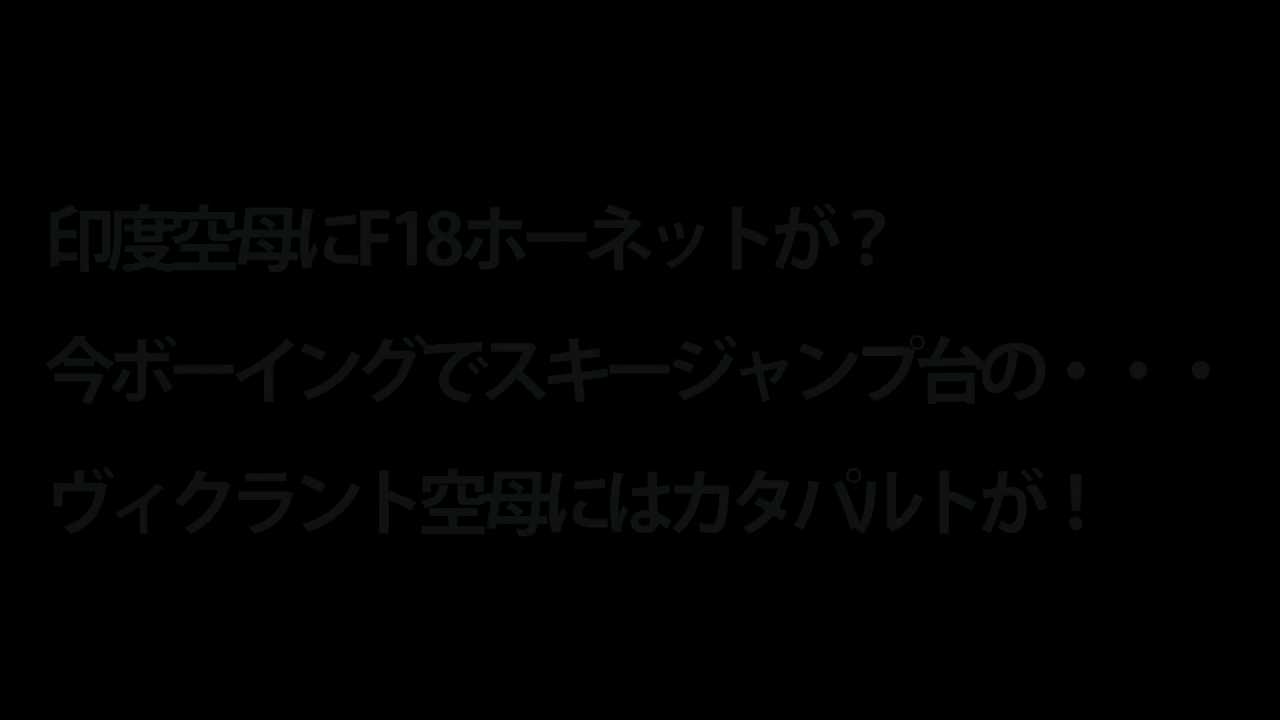 印度空母にF18ホーネットが？
今ボーイングでスキージャンプ台の・・・
ヴィクラント空母にはカタパルトが！